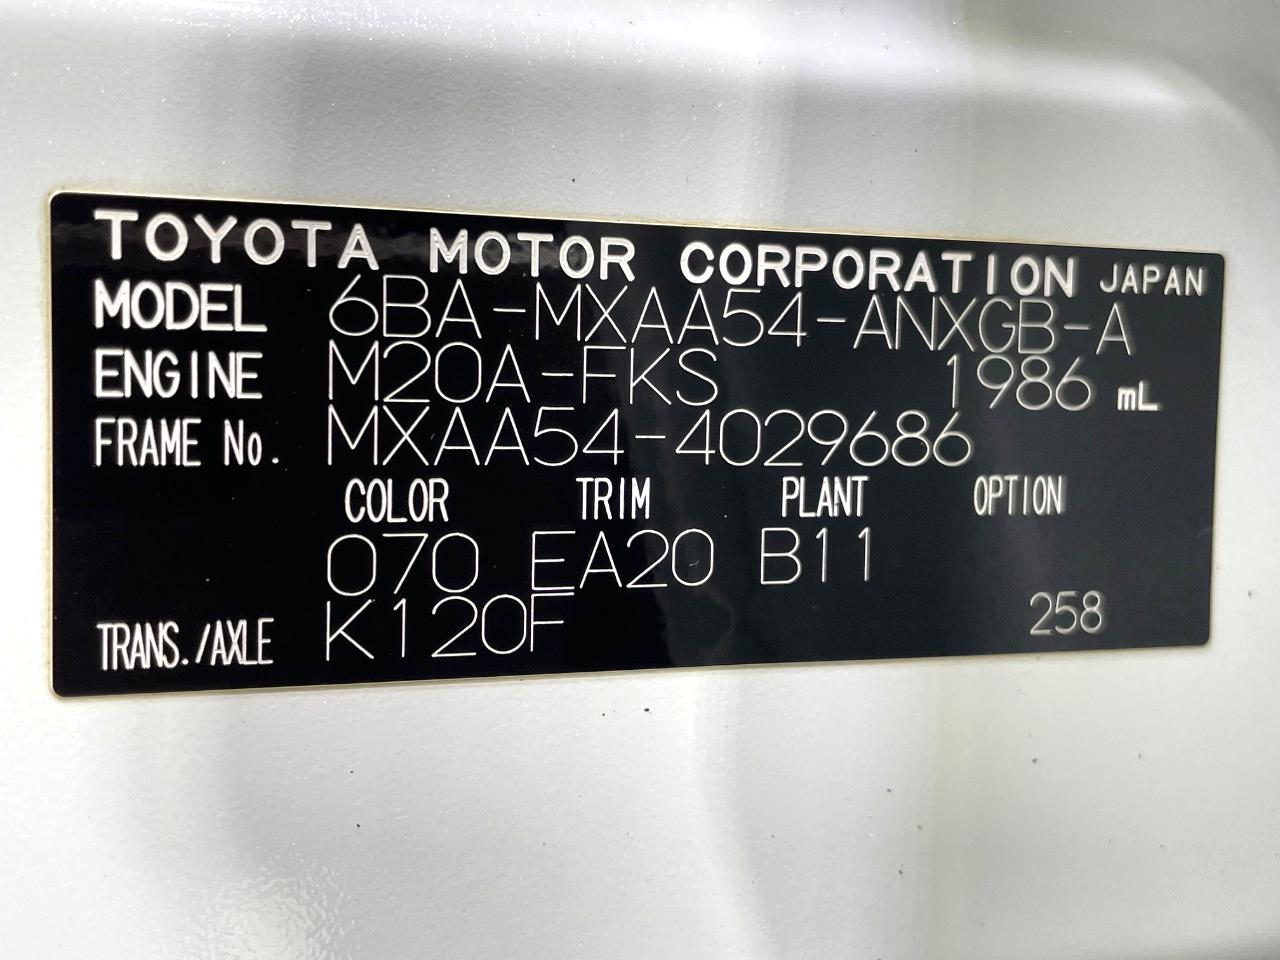 TOYOTA MOTOR CORPORATION JAPAN
MODEL 6BA-MXAA54-ANXGB-A
ENGINE M20A-FKS 1986 mL
FRAME No. MXAA54-4029686
COLOR TRIM PLANT OPTION
070 EA20 B11
TRANS./AXLE K120F 258